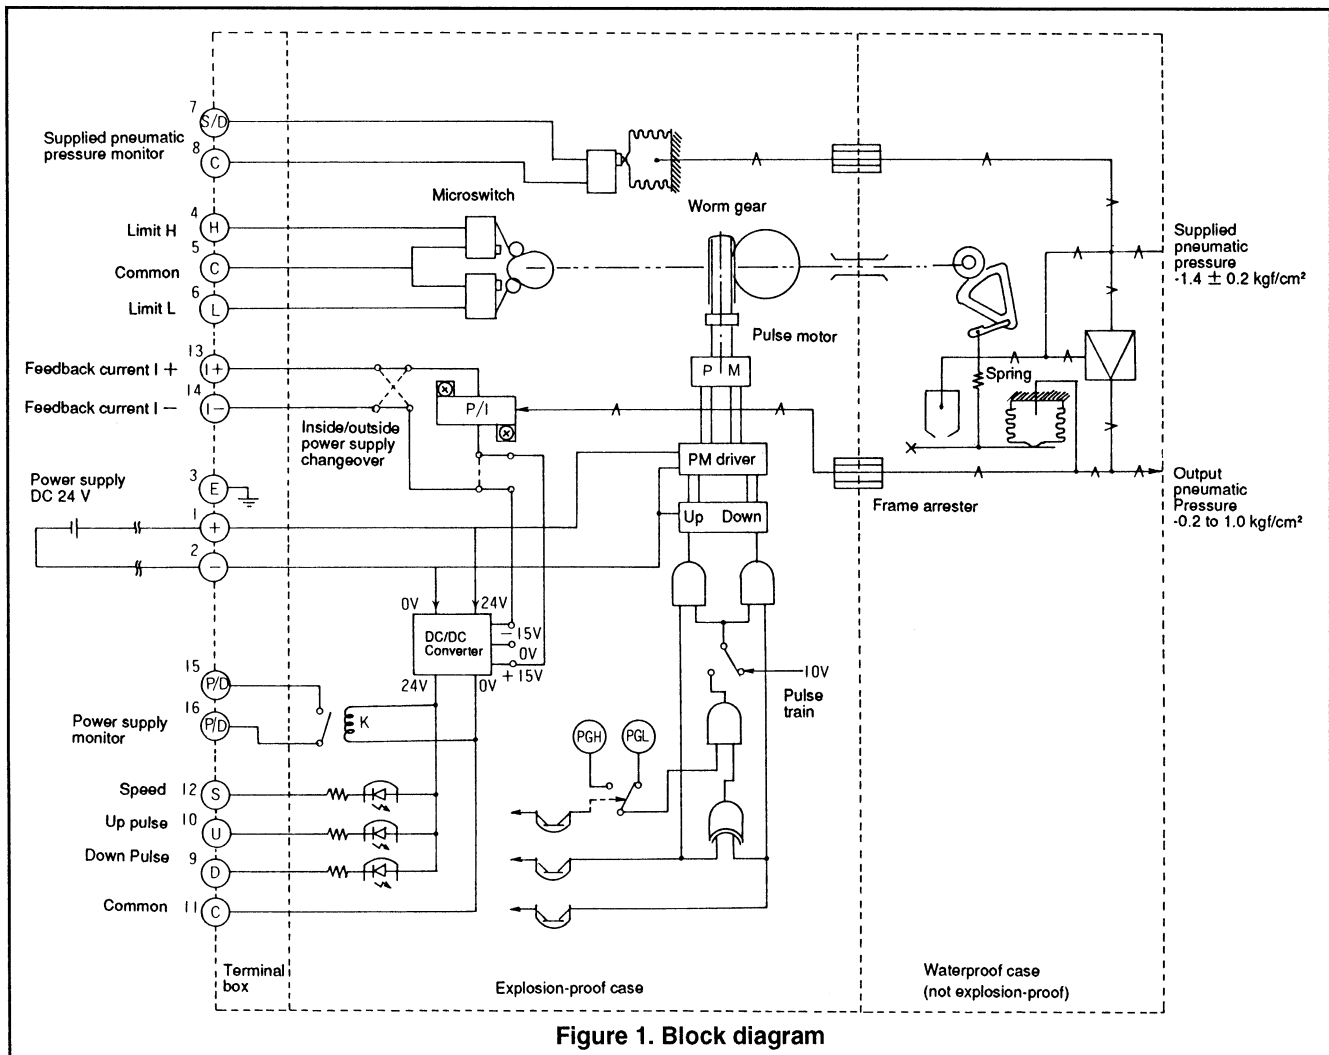 7
S/D
Supplied pneumatic
pressure monitor
8
C
Microswitch
Worm gear
4
Limit H
H
5
Common
C
6
Limit L
L
Supplied
pneumatic
pressure
-1.4 ± 0.2 kgf/cm²
Pulse motor
13
Feedback current I +
I+
14
Feedback current I −
I−
P M
P/I
Spring
Inside/outside
power supply
changeover
PM driver
Power supply
DC 24 V
3
E
1
+
2
−
Frame arrester
Output
pneumatic
Pressure
-0.2 to 1.0 kgf/cm²
Up Down
0V
24V
DC/DC
Converter
−15V
0V
+15V
24V
0V
10V
Pulse
train
15
P/D
16
P/D
Power supply
monitor
K
PGH
PGL
Speed
12
S
Up pulse
10
U
Down Pulse
9
D
Common
11
C
Terminal
box
Explosion-proof case
Waterproof case
(not explosion-proof)
Figure 1. Block diagram